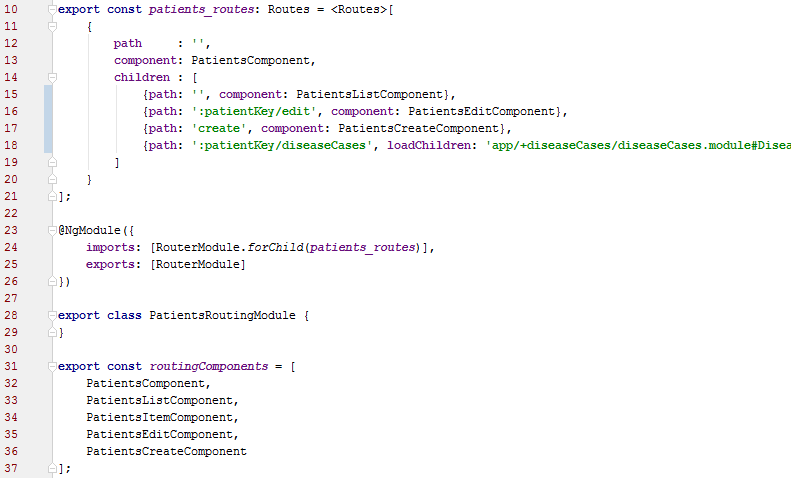 10 export const patients_routes: Routes = <Routes>[
11     {
12         path     : '',
13         component: PatientsComponent,
14         children : [
15             {path: '', component: PatientsListComponent},
16             {path: ':patientKey/edit', component: PatientsEditComponent},
17             {path: 'create', component: PatientsCreateComponent},
18             {path: ':patientKey/diseaseCases', loadChildren: 'app/+diseaseCases/diseaseCases.module#Disea
19         ]
20     }
21 ];
22
23 @NgModule({
24     imports: [RouterModule.forChild(patients_routes)],
25     exports: [RouterModule]
26 })
27
28 export class PatientsRoutingModule {
29 }
30
31 export const routingComponents = [
32     PatientsComponent,
33     PatientsListComponent,
34     PatientsItemComponent,
35     PatientsEditComponent,
36     PatientsCreateComponent
37 ];